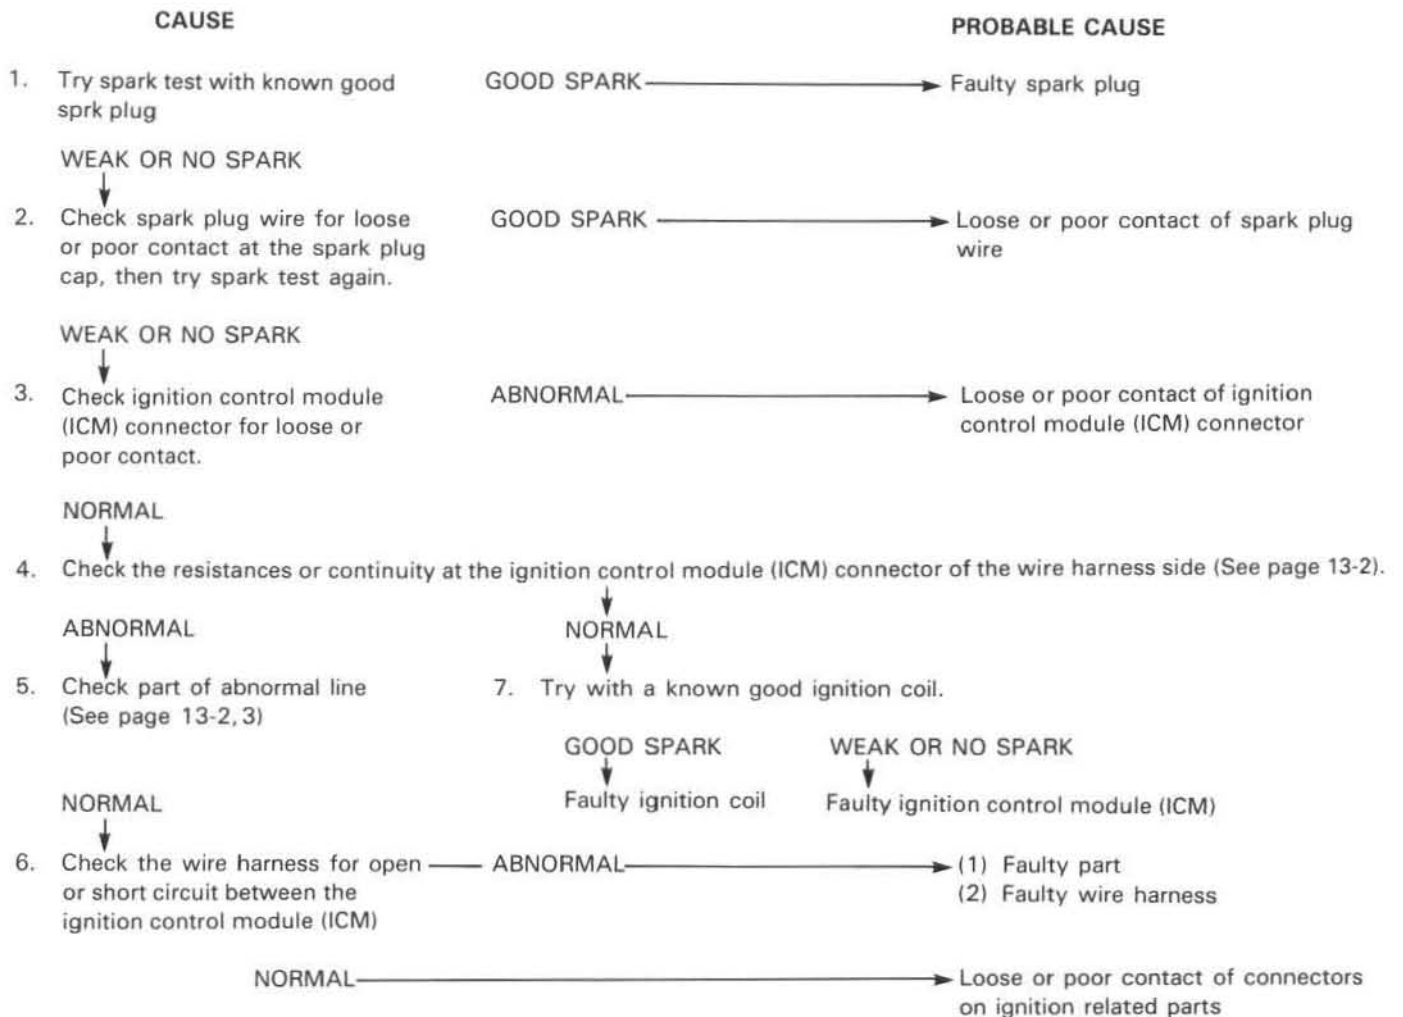 CAUSE
PROBABLE CAUSE
1. Try spark test with known good
sprk plug
GOOD SPARK
Faulty spark plug
WEAK OR NO SPARK
2. Check spark plug wire for loose
or poor contact at the spark plug
cap, then try spark test again.
GOOD SPARK
Loose or poor contact of spark plug
wire
WEAK OR NO SPARK
3. Check ignition control module
(ICM) connector for loose or
poor contact.
ABNORMAL
Loose or poor contact of ignition
control module (ICM) connector
NORMAL
4. Check the resistances or continuity at the ignition control module (ICM) connector of the wire harness side (See page 13-2).
ABNORMAL
NORMAL
5. Check part of abnormal line
(See page 13-2, 3)
7. Try with a known good ignition coil.
GOOD SPARK
WEAK OR NO SPARK
Faulty ignition coil
Faulty ignition control module (ICM)
NORMAL
6. Check the wire harness for open
or short circuit between the
ignition control module (ICM)
ABNORMAL
(1) Faulty part
(2) Faulty wire harness
NORMAL
Loose or poor contact of connectors
on ignition related parts